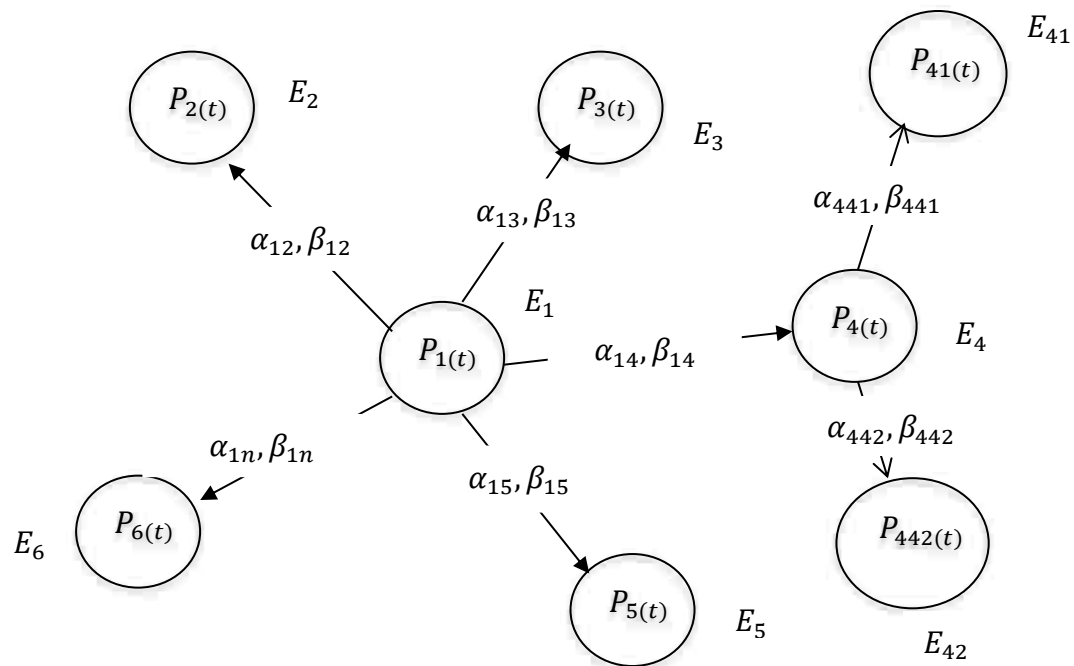 E₄₁
P₄₁₍ₜ₎
P₂₍ₜ₎
E₂
P₃₍ₜ₎
E₃
α₄₄₁, β₄₄₁
α₁₃, β₁₃
α₁₂, β₁₂
E₁
P₄₍ₜ₎
E₄
P₁₍ₜ₎
α₁₄, β₁₄
α₄₄₂, β₄₄₂
α₁ₙ, β₁ₙ
α₁₅, β₁₅
P₆₍ₜ₎
E₆
P₄₄₂₍ₜ₎
P₅₍ₜ₎
E₅
E₄₂